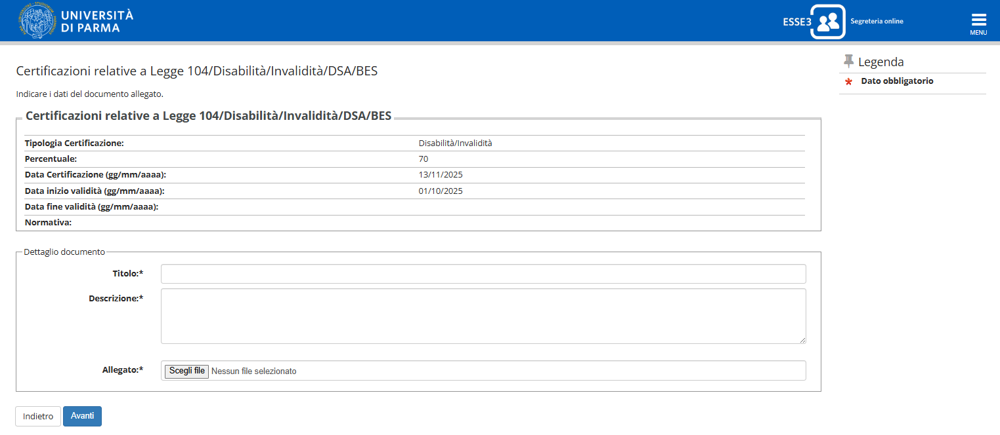 UNIVERSITÀ
DI PARMA
ESSE3
Segreteria online
MENU
Certificazioni relative a Legge 104/Disabilità/Invalidità/DSA/BES
Indicare i dati del documento allegato.
Certificazioni relative a Legge 104/Disabilità/Invalidità/DSA/BES
Tipologia Certificazione: Disabilità/Invalidità
Percentuale: 70
Data Certificazione (gg/mm/aaaa): 13/11/2025
Data inizio validità (gg/mm/aaaa): 01/10/2025
Data fine validità (gg/mm/aaaa):
Normativa:
Dettaglio documento
Titolo:*
Descrizione:*
Allegato:* Scegli file Nessun file selezionato
Indietro Avanti
Legenda
* Dato obbligatorio